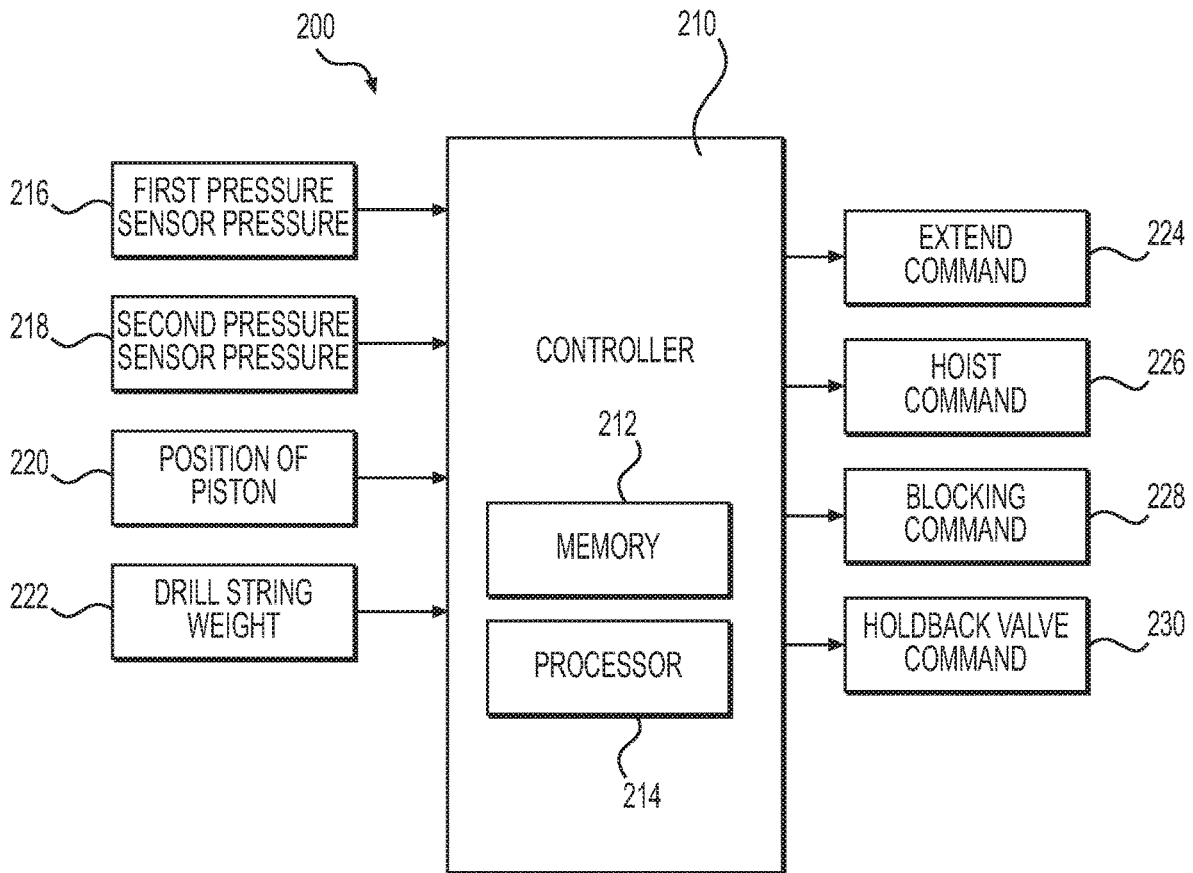 200
210
216
FIRST PRESSURE
SENSOR PRESSURE
218
SECOND PRESSURE
SENSOR PRESSURE
220
POSITION OF
PISTON
222
DRILL STRING
WEIGHT
CONTROLLER
212
MEMORY
PROCESSOR
214
EXTEND
COMMAND
224
HOIST
COMMAND
226
BLOCKING
COMMAND
228
HOLDBACK VALVE
COMMAND
230